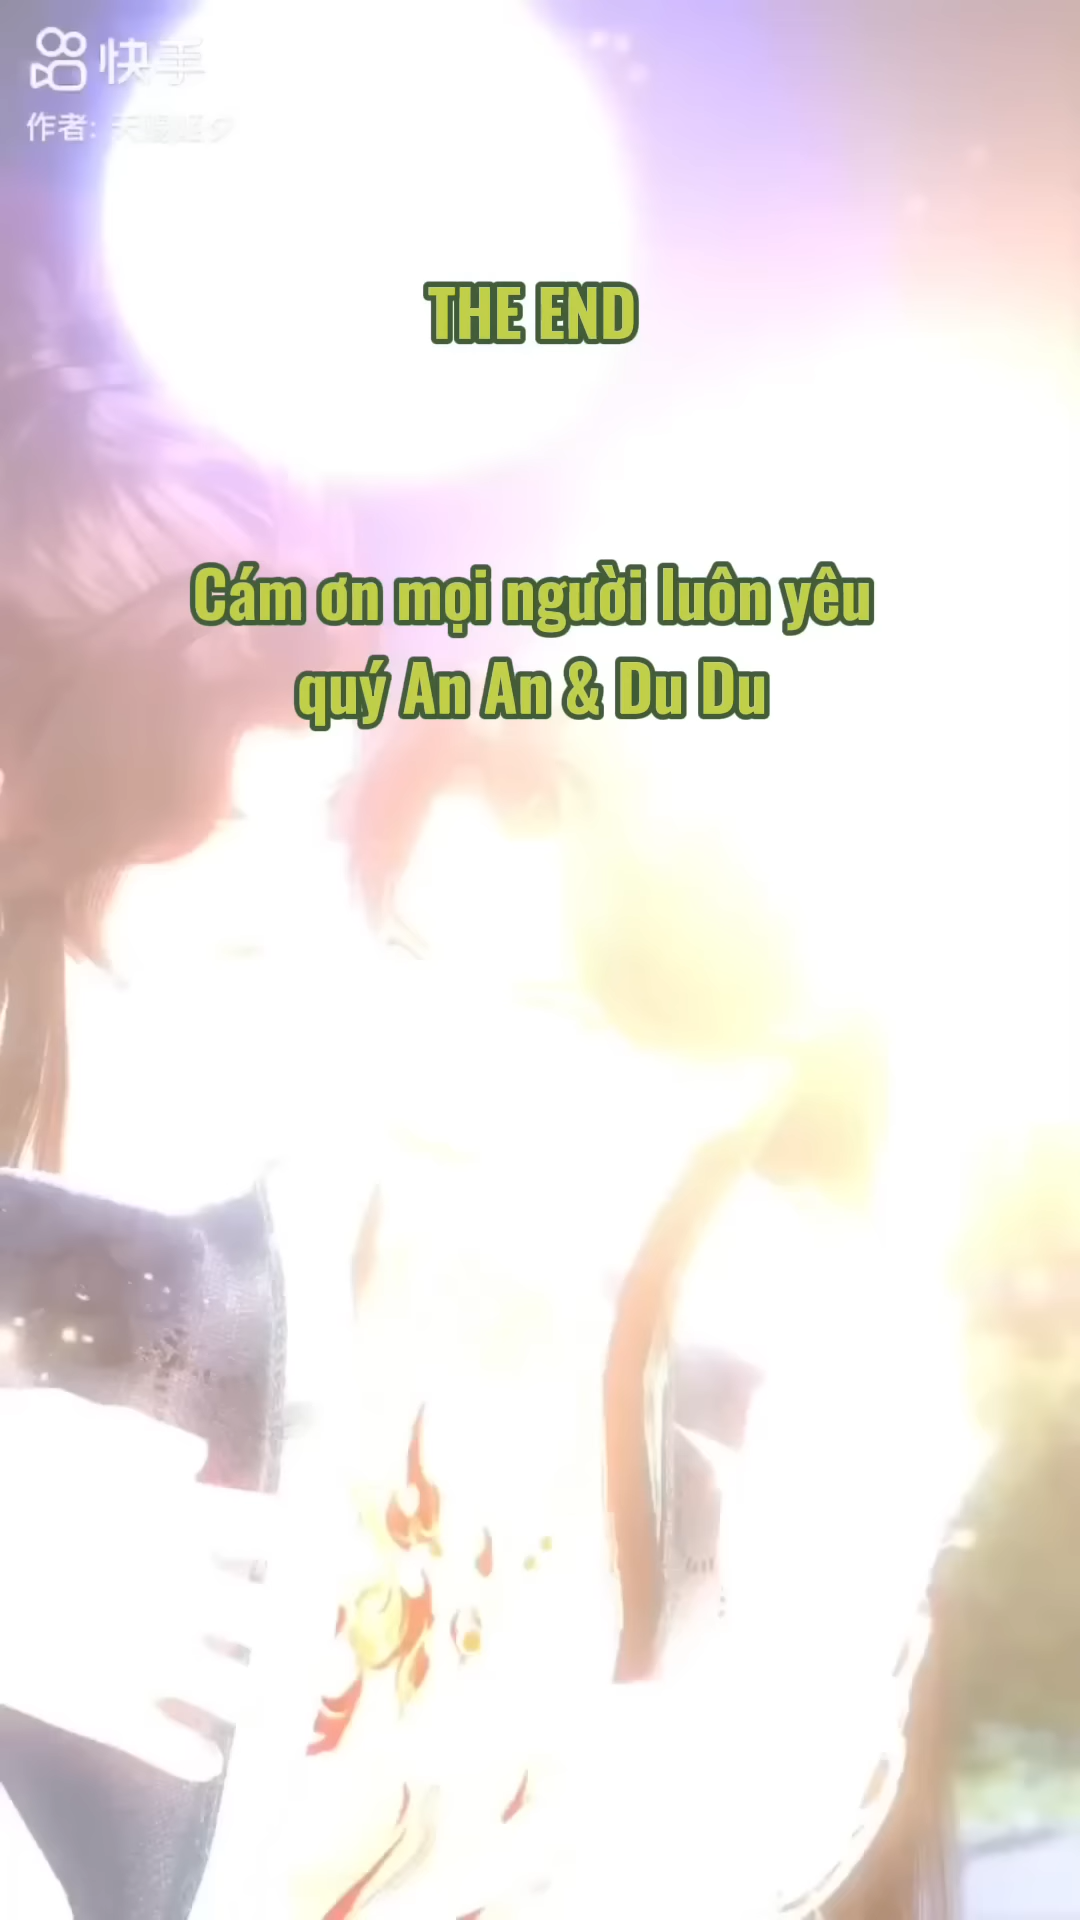 快手
作者:
THE END
Cám ơn mọi người luôn yêu
quý An An & Du Du